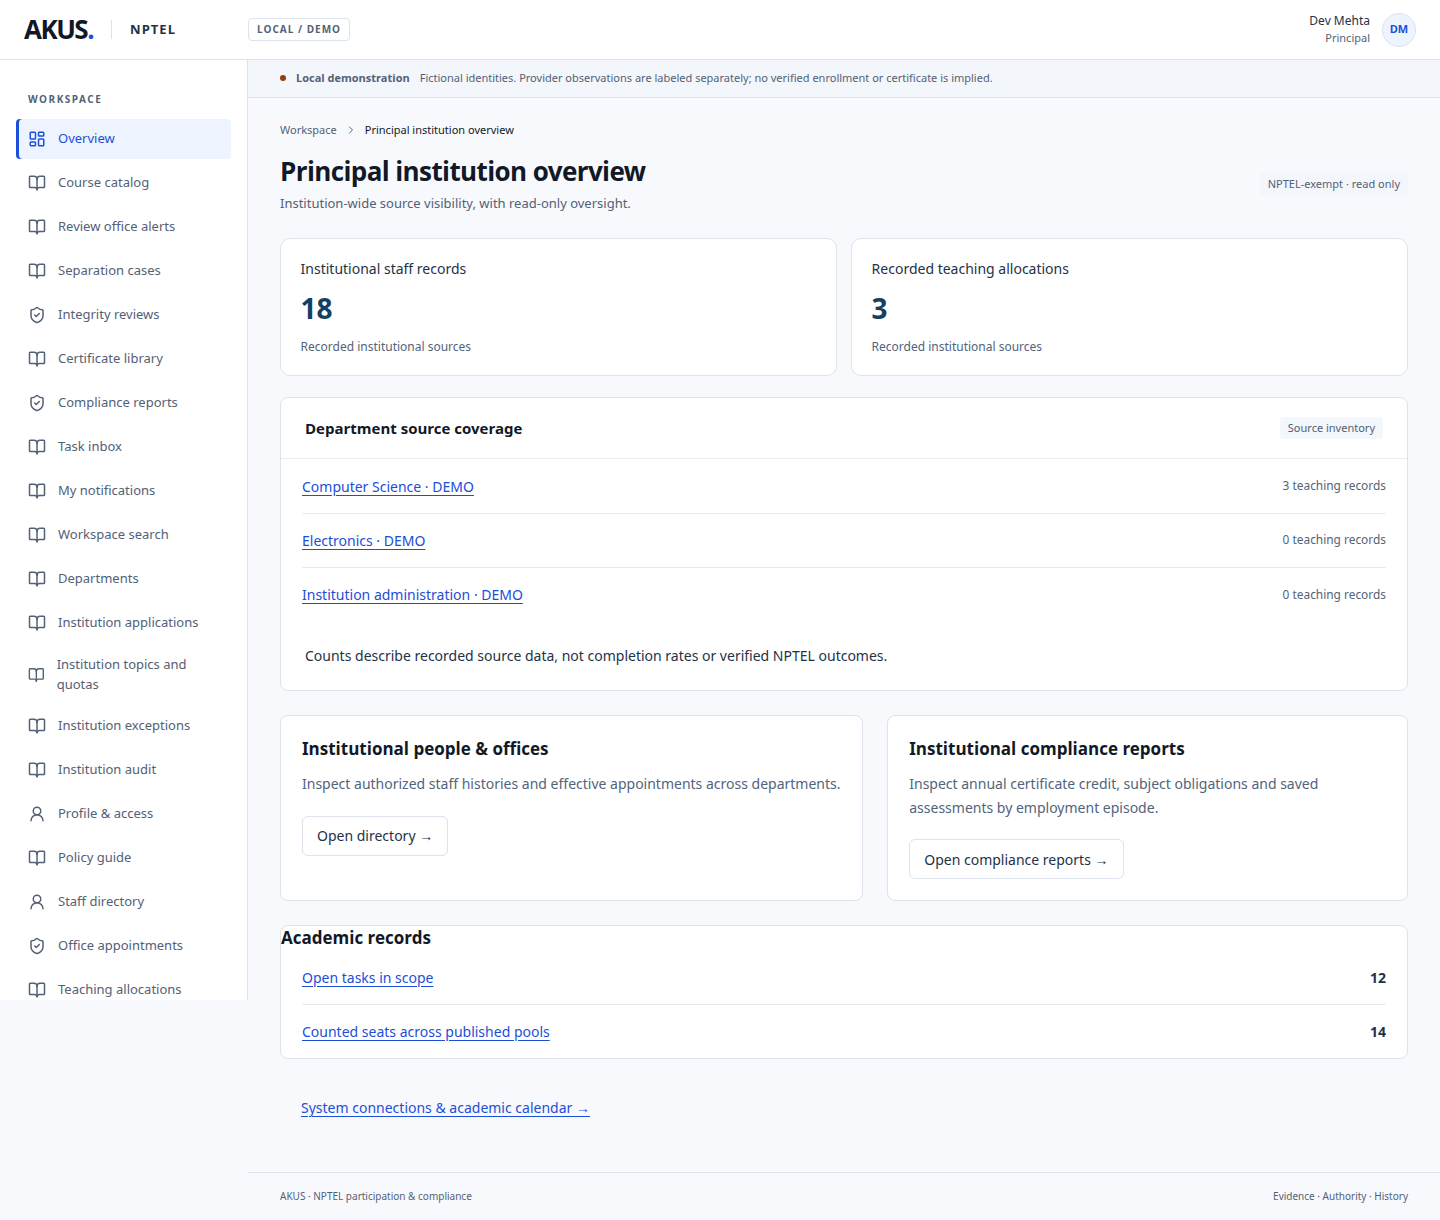 AKUS.
NPTEL
LOCAL / DEMO
Dev Mehta
Principal
DM
WORKSPACE
Overview
Course catalog
Review office alerts
Separation cases
Integrity reviews
Certificate library
Compliance reports
Task inbox
My notifications
Workspace search
Departments
Institution applications
Institution topics and
quotas
Institution exceptions
Institution audit
Profile & access
Policy guide
Staff directory
Office appointments
Teaching allocations
Local demonstration Fictional identities. Provider observations are labeled separately; no verified enrollment or certificate is implied.
Workspace > Principal institution overview
Principal institution overview
Institution-wide source visibility, with read-only oversight.
NPTEL-exempt · read only
Institutional staff records
18
Recorded institutional sources
Recorded teaching allocations
3
Recorded institutional sources
Department source coverage
Source inventory
Computer Science · DEMO 3 teaching records
Electronics · DEMO 0 teaching records
Institution administration · DEMO 0 teaching records
Counts describe recorded source data, not completion rates or verified NPTEL outcomes.
Institutional people & offices
Inspect authorized staff histories and effective appointments across departments.
Open directory →
Institutional compliance reports
Inspect annual certificate credit, subject obligations and saved
assessments by employment episode.
Open compliance reports →
Academic records
Open tasks in scope 12
Counted seats across published pools 14
System connections & academic calendar →
AKUS · NPTEL participation & compliance
Evidence · Authority · History